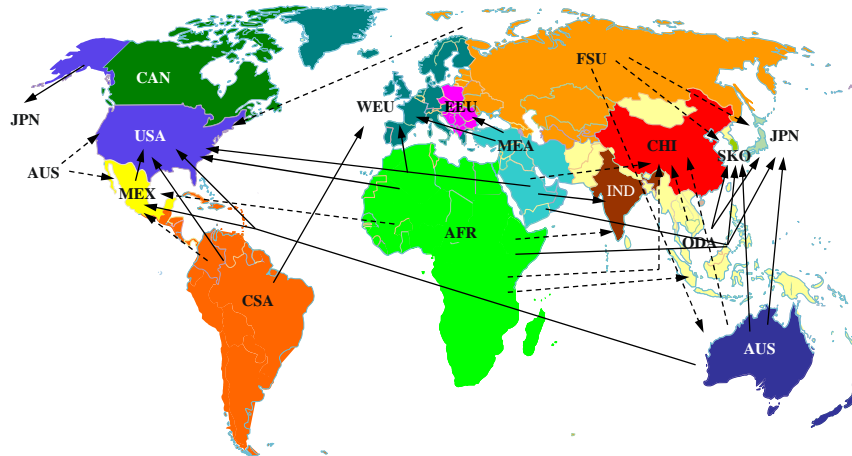 FSU
CAN
WEU
EEU
JPN
USA
JPN
CHI
SKO
MEA
AUS
MEX
IND
AFR
ODA
CSA
AUS